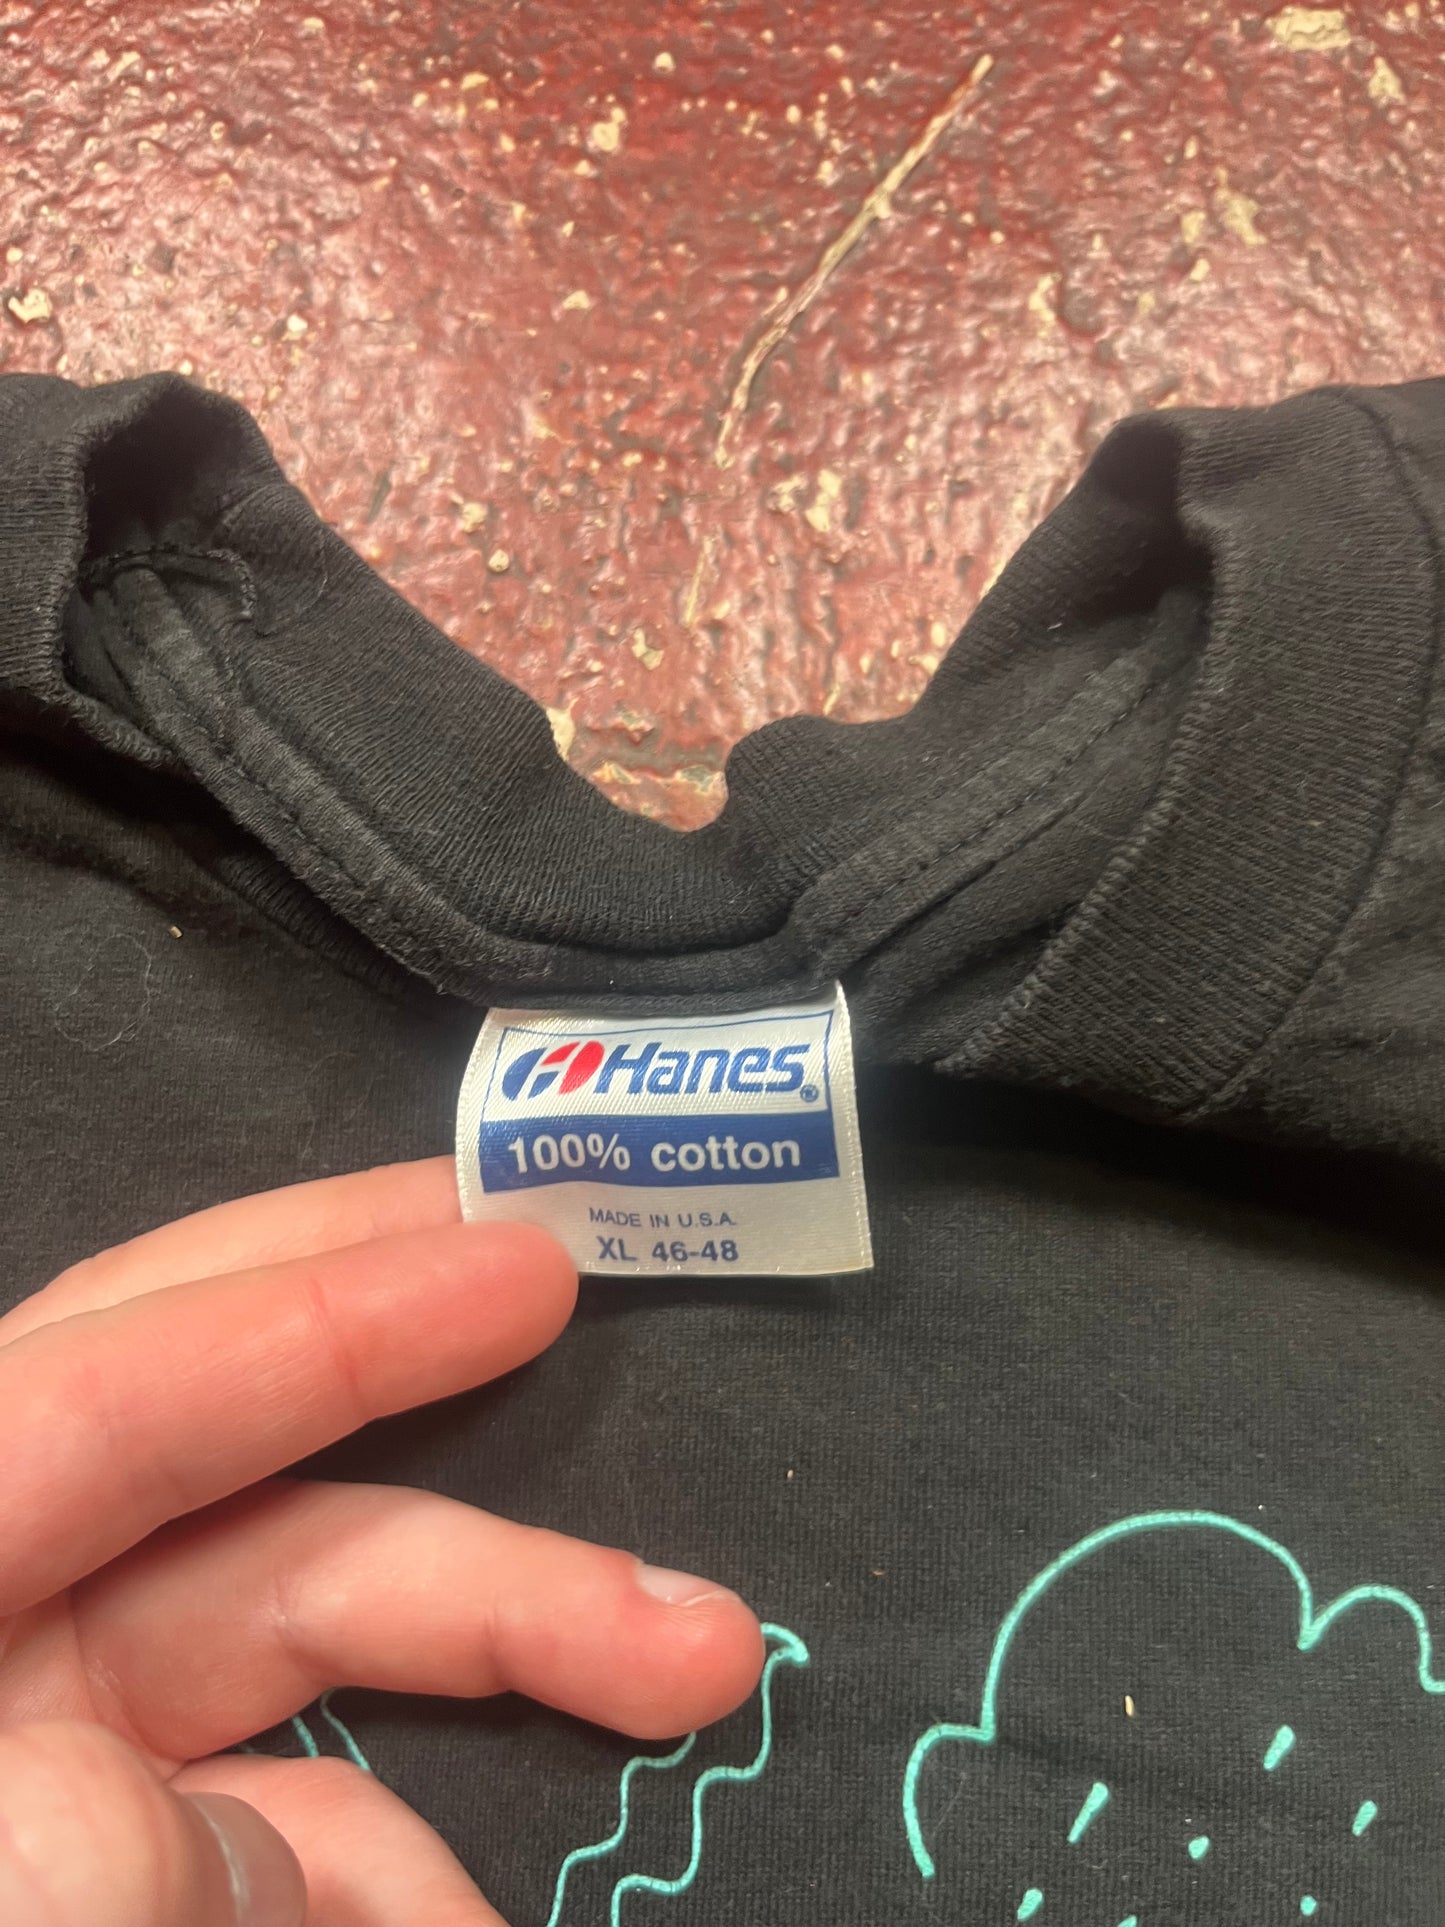 Hanes®
100% cotton
MADE IN U.S.A.
XL 46-48